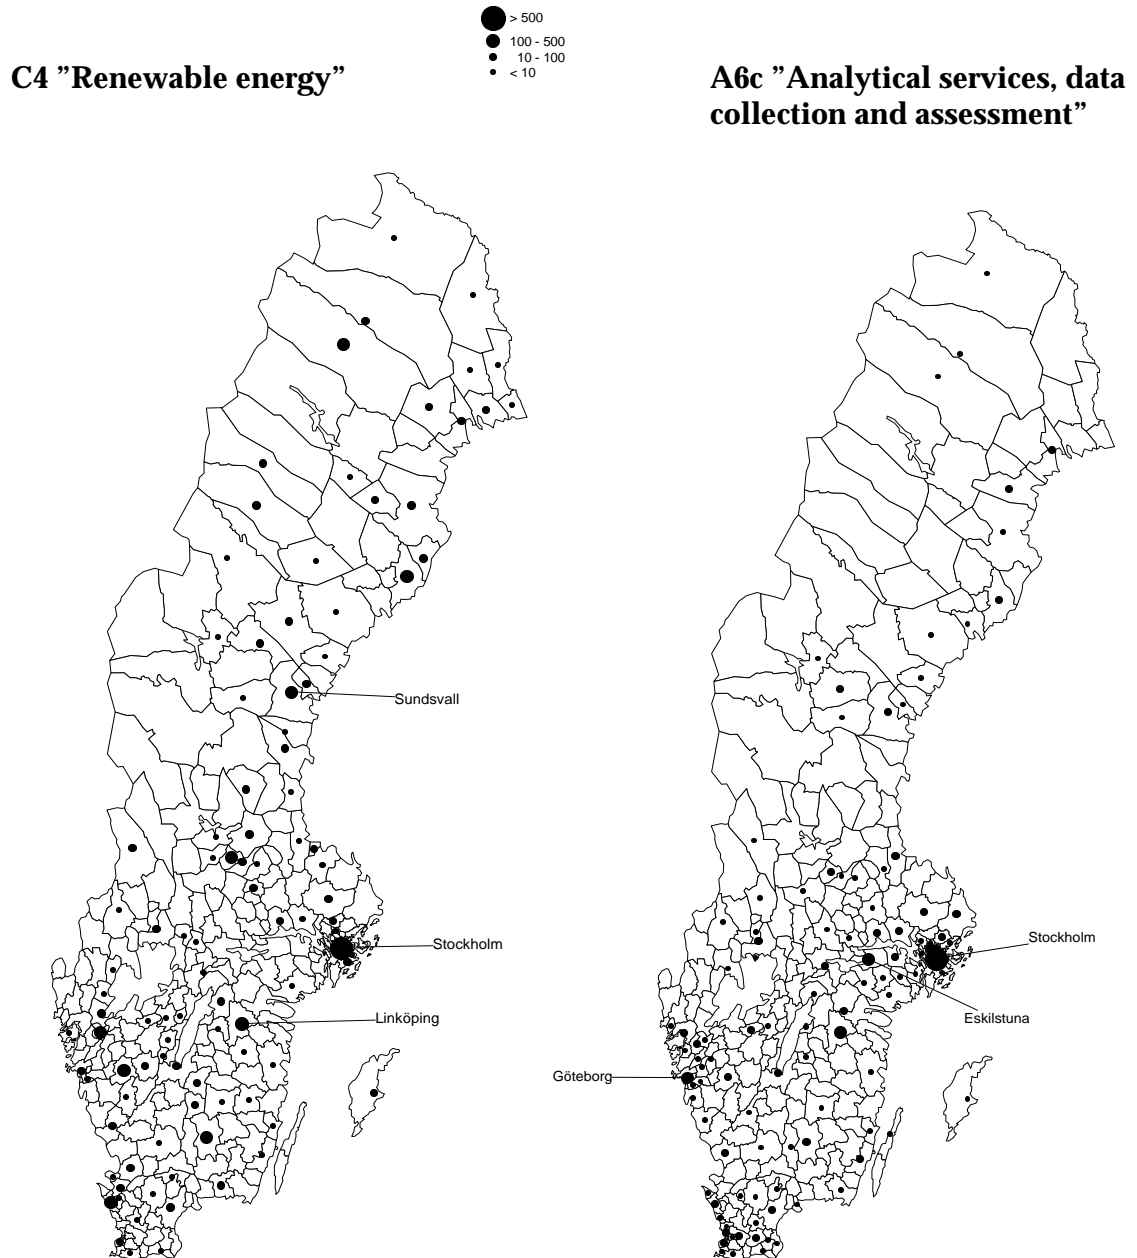 > 500
100 - 500
10 - 100
< 10
C4 ”Renewable energy”
A6c ”Analytical services, data
collection and assessment”
Sundsvall
Stockholm
Linköping
Stockholm
Eskilstuna
Göteborg